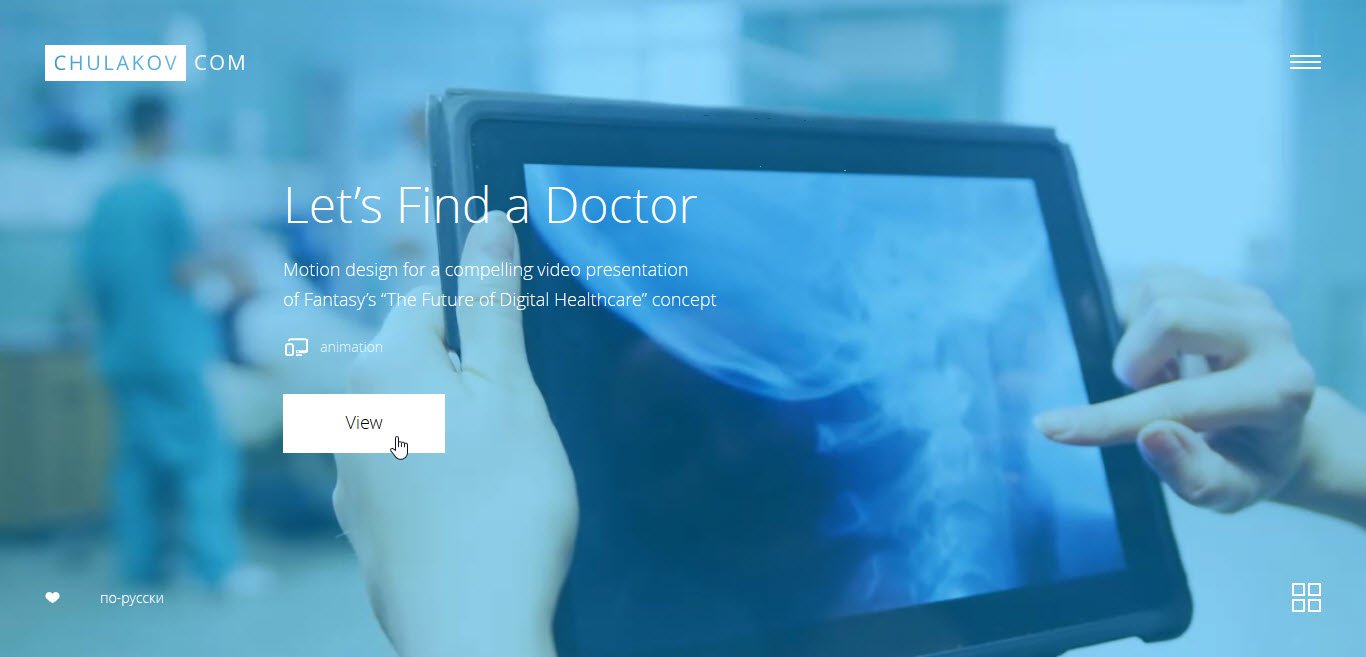 CHULAKOV COM
Let’s Find a Doctor
Motion design for a compelling video presentation
of Fantasy’s “The Future of Digital Healthcare” concept
animation
View
по-русски